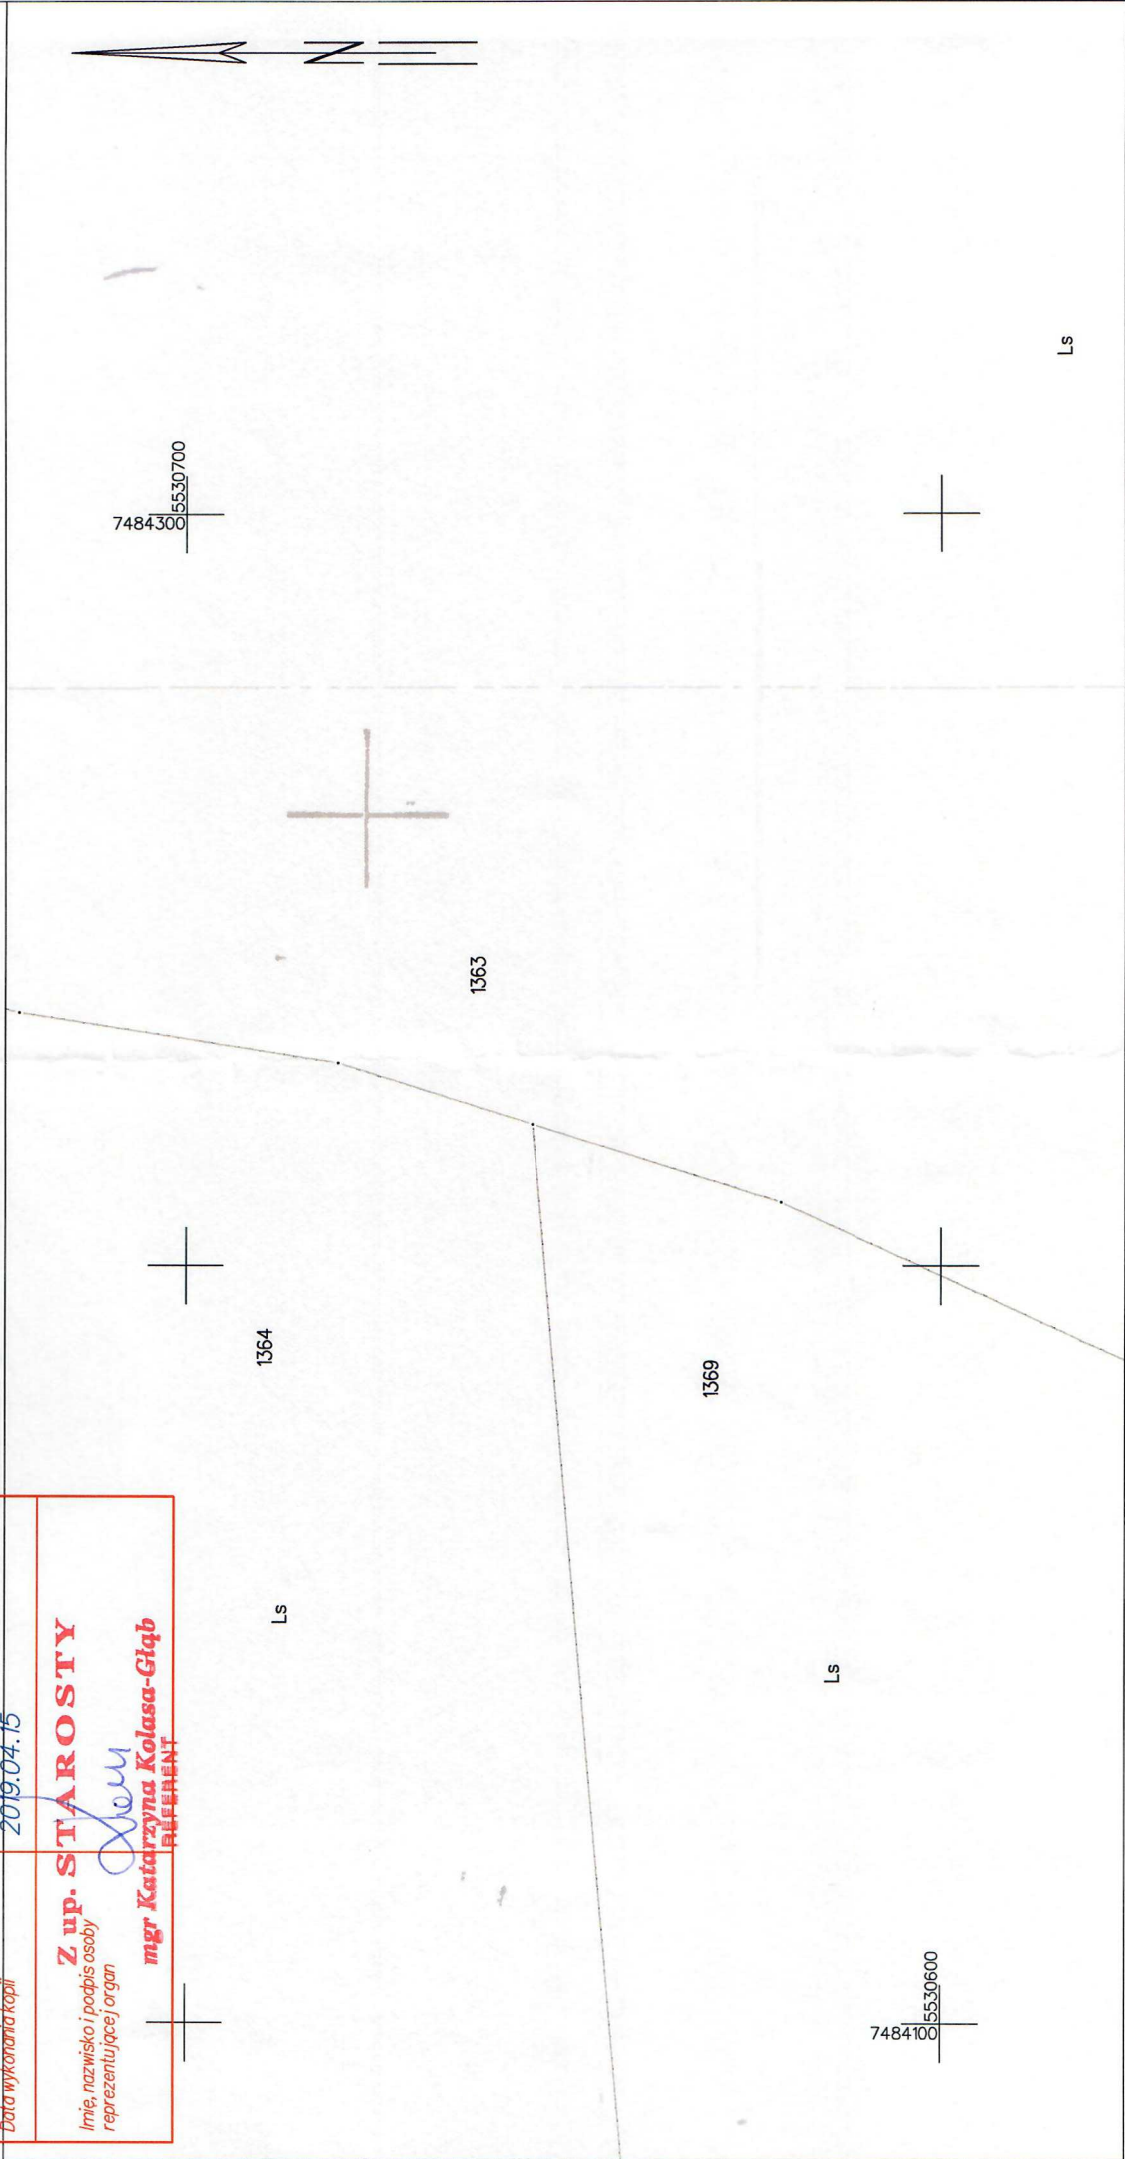 N
5530700
7484300
Ls
1363
1364
1369
Ls
Ls
5530600
7484100
Data wykonania kopii
2019.04.15
Z up. STAROSTY
Imię, nazwisko i podpis osoby
reprezentującej organ
mgr Katarzyna Kolasa-Głąb
REFERENT